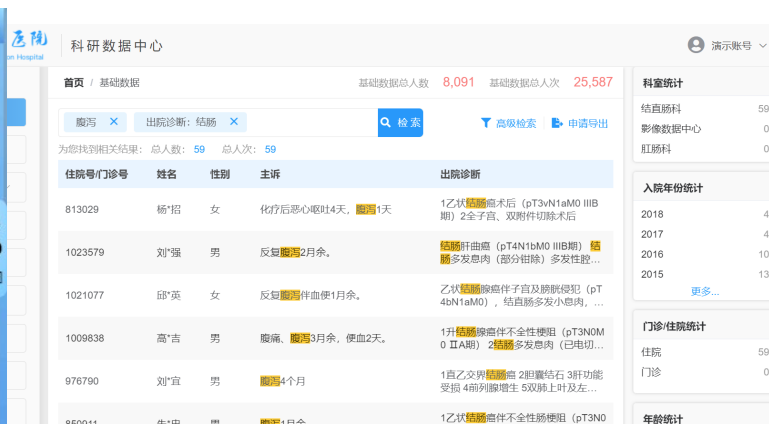 医院
on Hospital
科研数据中心
演示账号
首页 / 基础数据
基础数据总人数 8,091 基础数据总人次 25,587
腹泻 × 出院诊断：结肠 × 检索 高级检索 申请导出
为您找到相关结果： 总人数： 59 总人次： 59
住院号/门诊号 姓名 性别 主诉 出院诊断
813029 杨*招 女 化疗后恶心呕吐4天，腹泻1天
1乙状结肠癌术后（pT3vN1aM0 IIIB
期）2全子宫、双附件切除术后
1023579 刘*强 男 反复腹泻2月余。
结肠肝曲癌（pT4N1bM0 IIIB期） 结
肠多发息肉（部分钳除）多发性腔…
1021077 邱*英 女 反复腹泻伴血便1月余。
乙状结肠腺癌伴子宫及膀胱侵犯（pT
4bN1aM0），结直肠多发小息肉，…
1009838 高*吉 男 腹痛、腹泻3月余，便血2天。
1升结肠腺癌伴不全性梗阻（pT3N0M
0 IIA期） 2结肠多发息肉（已电切…
976790 刘*宜 男 腹泻4个月
1直乙交界结肠癌 2胆囊结石 3肝功能
受损 4前列腺增生 5双肺上叶及左…
850911 朱*忠 男 腹泻1月余
1乙状结肠癌伴不全性肠梗阻（pT3N0
科室统计
结直肠科 59
影像数据中心 0
肛肠科 0
入院年份统计
2018 4
2017 4
2016 10
2015 13
更多...
门诊/住院统计
住院 59
门诊 0
年龄统计